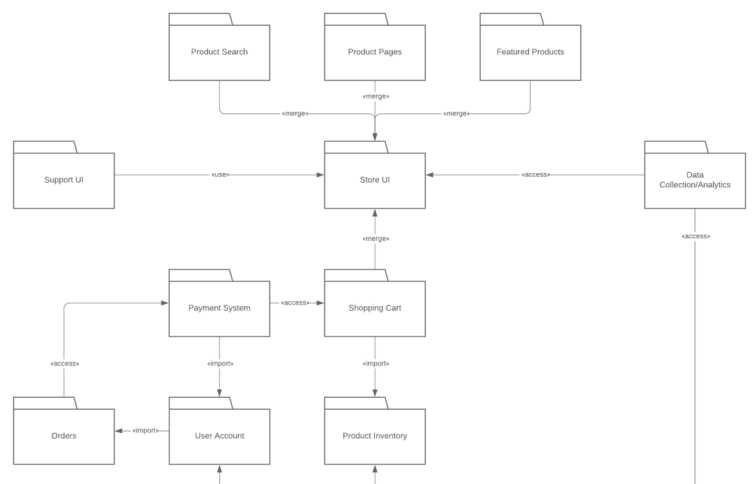 Product Search
Product Pages
Featured Products
«merge»
«merge»
«merge»
Support UI
«use»
Store UI
«access»
Data
Collection/Analytics
«merge»
«access»
Payment System
«access»
Shopping Cart
«access»
«import»
«import»
Orders
«import»
User Account
Product Inventory